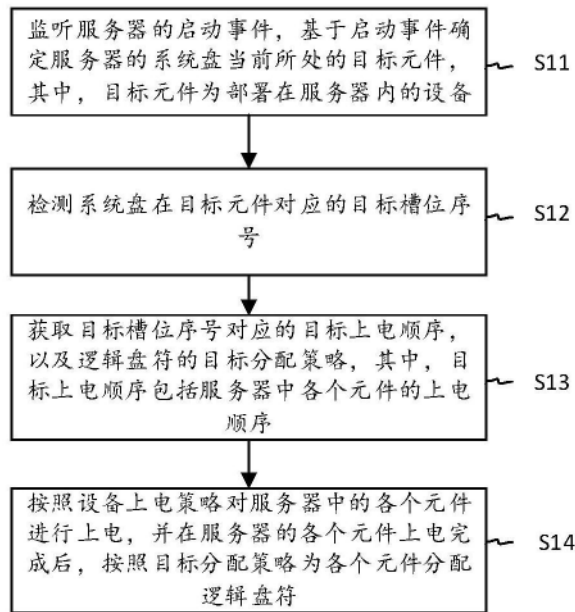 监听服务器的启动事件，基于启动事件确
定服务器的系统盘当前所处的目标元件，
其中，目标元件为部署在服务器内的设备
S11
检测系统盘在目标元件对应的目标槽位序
号
S12
获取目标槽位序号对应的目标上电顺序，
以及逻辑盘符的目标分配策略，其中，目
标上电顺序包括服务器中各个元件的上电
顺序
S13
按照设备上电策略对服务器中的各个元件
进行上电，并在服务器的各个元件上电完
成后，按照目标分配策略为各个元件分配
逻辑盘符
S14